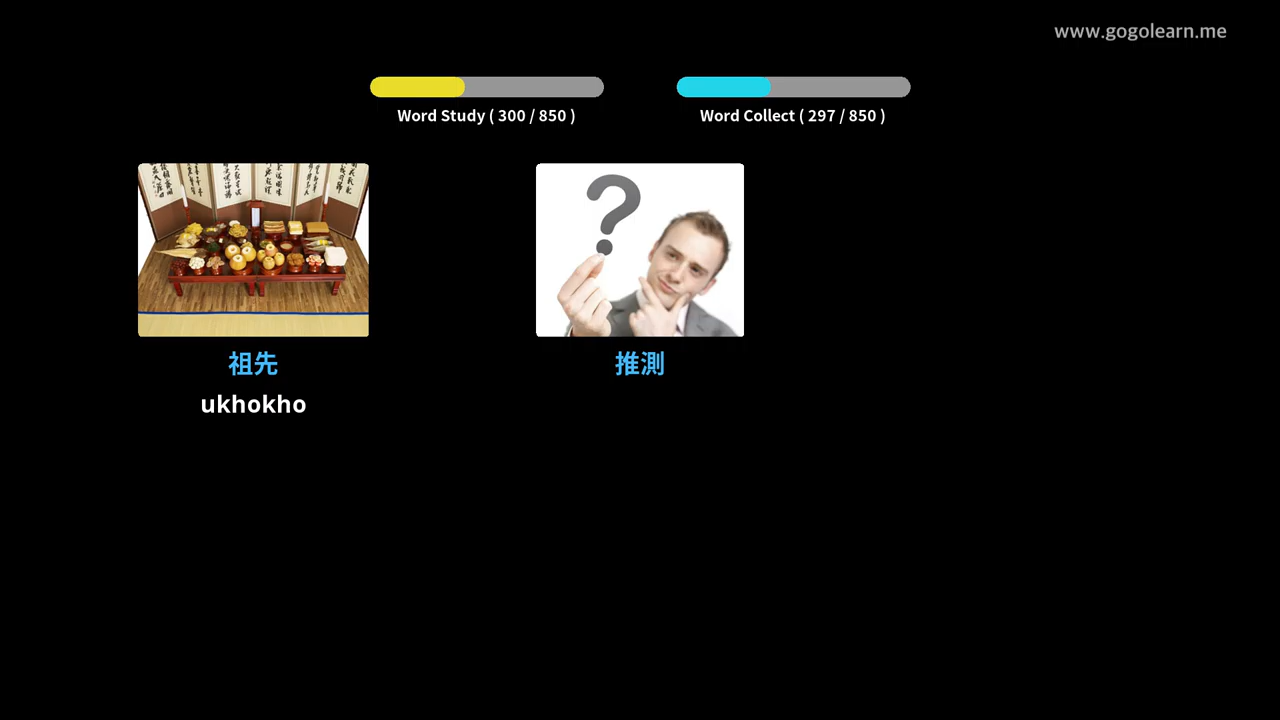 www.gogolearn.me
Word Study ( 300 / 850 )
Word Collect ( 297 / 850 )
祖先
推測
ukhokho